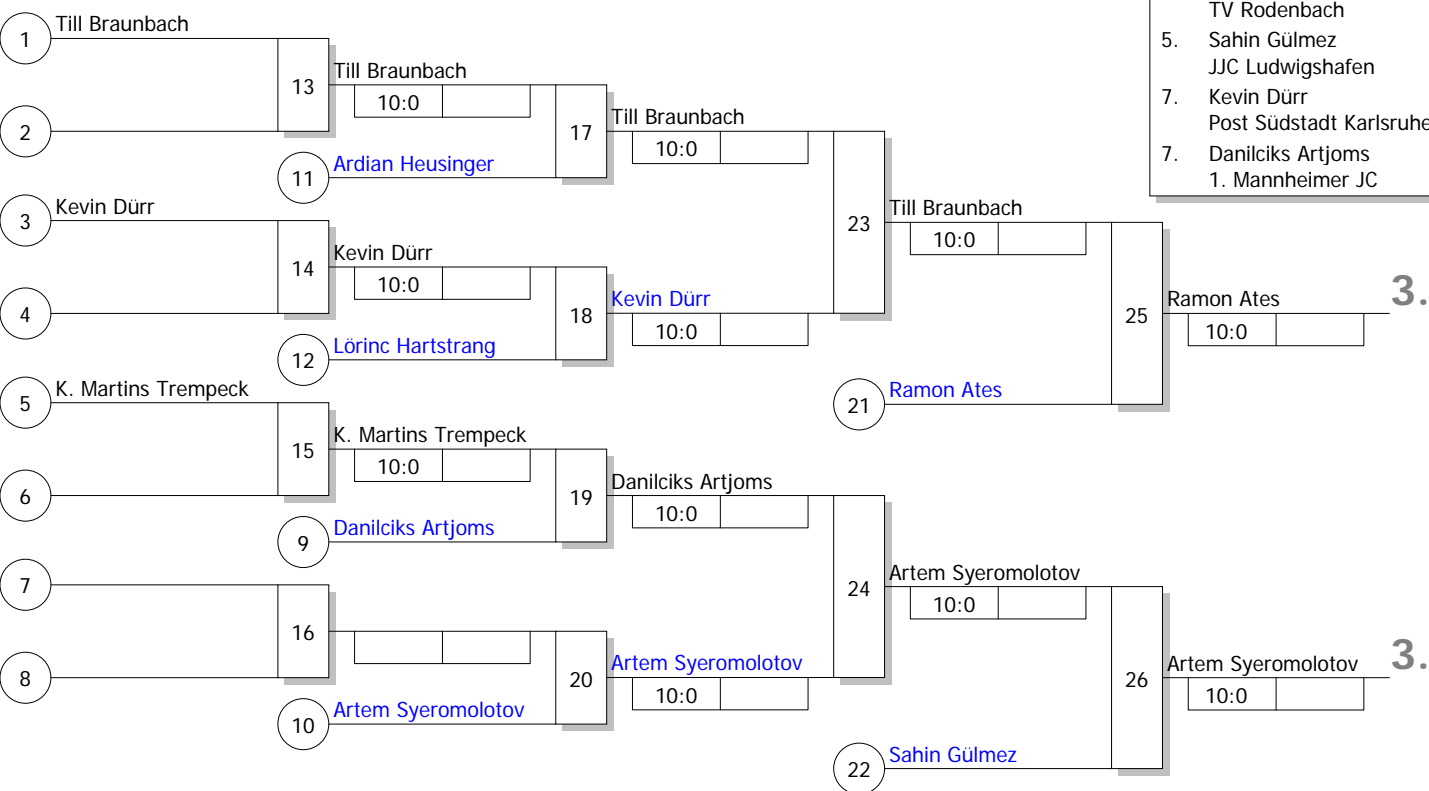 TV Rodenbach
5. Sahin Gülmez
JJC Ludwigshafen
7. Kevin Dürr
Post Südstadt Karlsruhe
7. Danilciks Artjoms
1. Mannheimer JC
1 Till Braunbach
13 Till Braunbach
10:0
2
17 Till Braunbach
10:0
11 Ardian Heusinger
3 Kevin Dürr
23 Till Braunbach
10:0
14 Kevin Dürr
10:0
4
18 Kevin Dürr
10:0
12 Lörinc Hartstrang
25 Ramon Ates 3.
10:0
5 K. Martins Trempeck
21 Ramon Ates
15 K. Martins Trempeck
10:0
6
19 Danilciks Artjoms
10:0
9 Danilciks Artjoms
7
24 Artem Syeromolotov
10:0
16
8
20 Artem Syeromolotov
10:0
10 Artem Syeromolotov
26 Artem Syeromolotov 3.
10:0
22 Sahin Gülmez